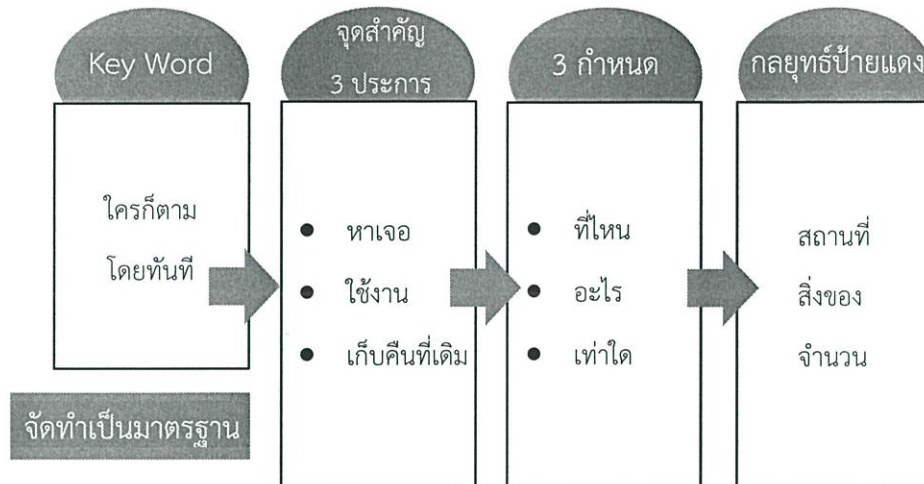 Key Word
ใครก็ตาม
โดยทันที
จัดทำเป็นมาตรฐาน
จุดสำคัญ
3 ประการ
● หาเจอ
● ใช้งาน
● เก็บคืนที่เดิม
3 กำหนด
● ที่ไหน
● อะไร
● เท่าใด
กลยุทธ์ป้ายแดง
สถานที่
สิ่งของ
จำนวน